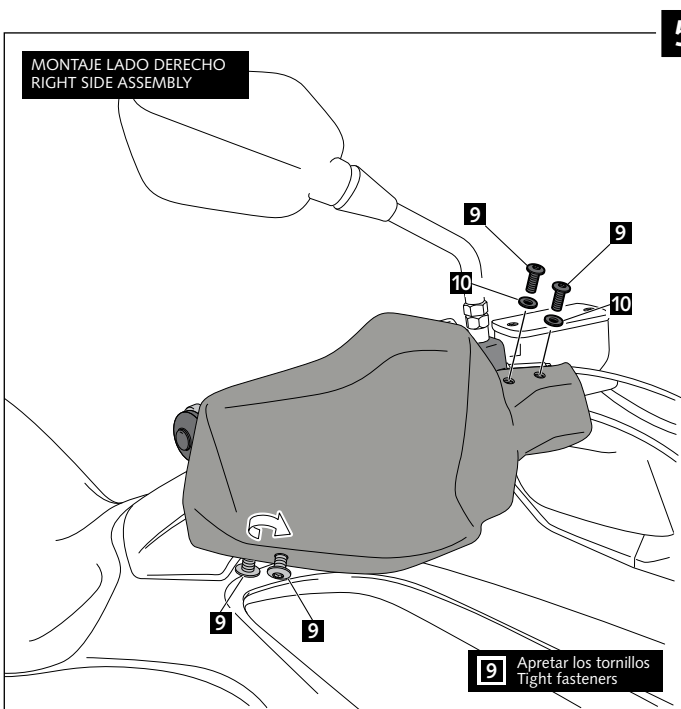 5
MONTAJE LADO DERECHO
RIGHT SIDE ASSEMBLY
9
9
10
10
9
9
9 Apretar los tornillos
Tight fasteners